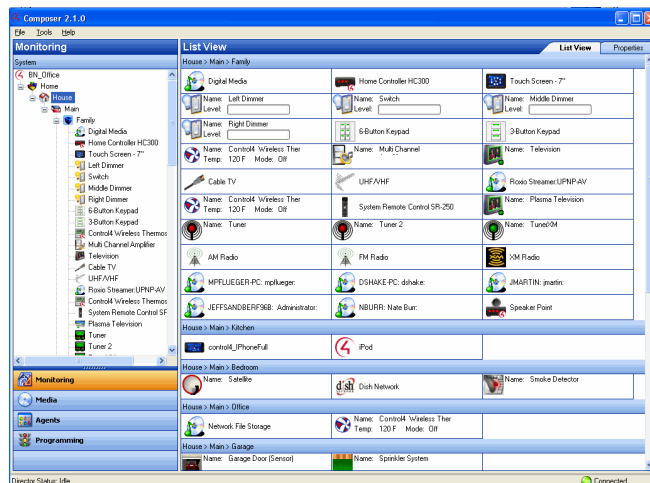 Composer 2.1.0
File Tools Help
Monitoring
System
BN_Office
Home
House
Main
Family
Digital Media
Home Controller HC300
Touch Screen - 7"
Left Dimmer
Switch
Middle Dimmer
Right Dimmer
6-Button Keypad
3-Button Keypad
Control4 Wireless Thermos
Multi Channel Amplifier
Television
Cable TV
UHF/VHF
Roxio Streamer:UPNP-AV
Control4 Wireless Thermos
System Remote Control SR
Plasma Television
Tuner
Tuner 2
Monitoring
Media
Agents
Programming
List View
List View Properties
House > Main > Family
Digital Media Home Controller HC300 Touch Screen - 7"
Name: Left Dimmer Name: Switch Name: Middle Dimmer
Level: Level: Level:
Name: Right Dimmer 6-Button Keypad 3-Button Keypad
Level:
Name: Control4 Wireless Ther Name: Multi Channel Name: Television
Temp: 120 F Mode: Off
Cable TV UHF/VHF Roxio Streamer:UPNP-AV
Name: Control4 Wireless Ther System Remote Control SR-250 Name: Plasma Television
Temp: 120 F Mode: Off
Name: Tuner Name: Tuner 2 Name: TunerXM
AM Radio FM Radio XM Radio
MPFLUEGER-PC: mpflueger: DSHAKE-PC: dshake: JMARTIN: jmartin:
JEFFSANDBERF96B: Administrator: NBURR: Nate Burr: Speaker Point
House > Main > Kitchen
control4_IPhoneFull iPod
House > Main > Bedroom
Name: Satellite dish Dish Network Name: Smoke Detector
House > Main > Office
Network File Storage Name: Control4 Wireless Ther
Temp: 120 F Mode: Off
House > Main > Garage
Name: Garage Door (Sensor) Name: Sprinkler System
Director Status: Idle Connected